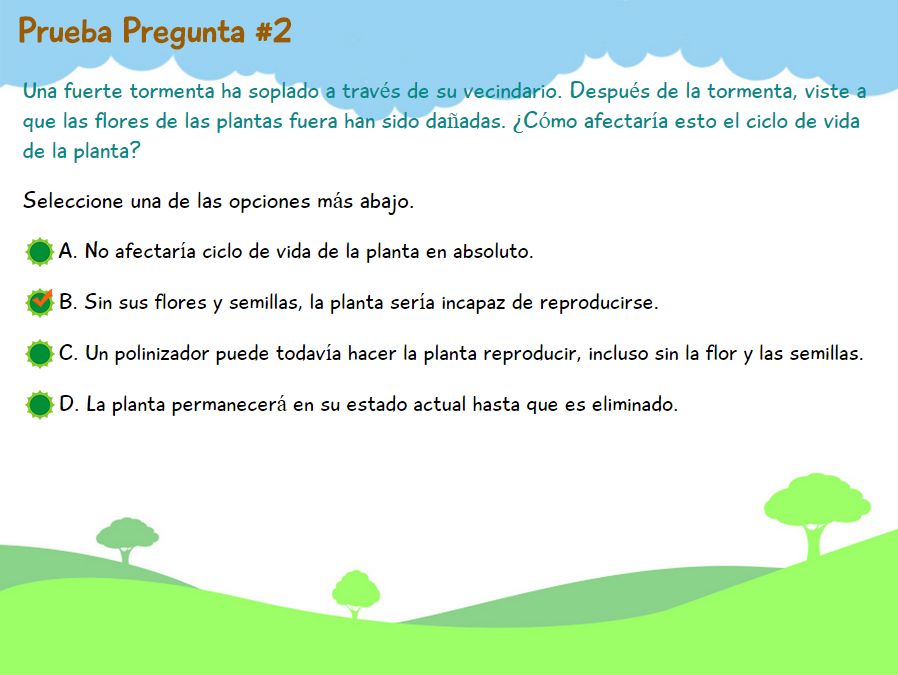 Prueba Pregunta #2
Una fuerte tormenta ha soplado a través de su vecindario. Después de la tormenta, viste a
que las flores de las plantas fuera han sido dañadas. ¿Cómo afectaría esto el ciclo de vida
de la planta?
Seleccione una de las opciones más abajo.
A. No afectaría ciclo de vida de la planta en absoluto.
B. Sin sus flores y semillas, la planta sería incapaz de reproducirse.
C. Un polinizador puede todavía hacer la planta reproducir, incluso sin la flor y las semillas.
D. La planta permanecerá en su estado actual hasta que es eliminado.